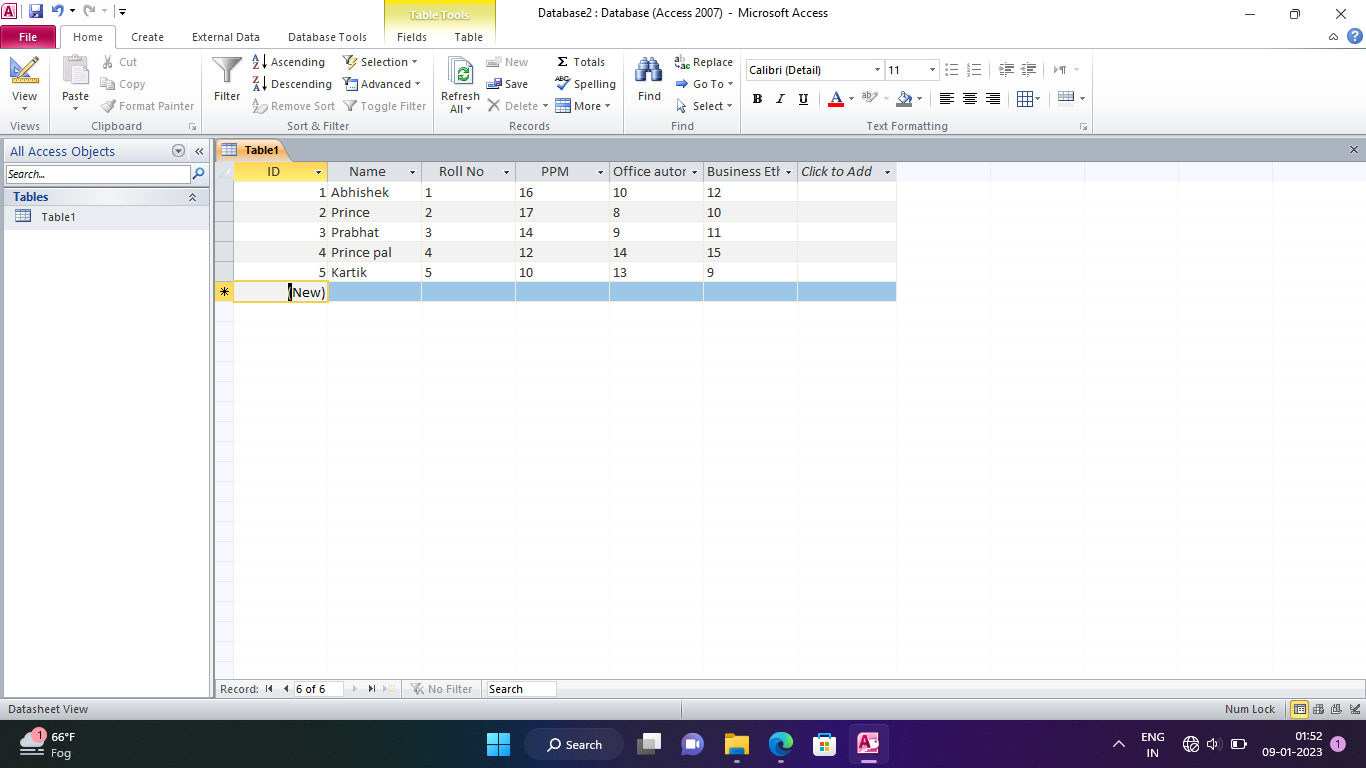 Table Tools
Database2 : Database (Access 2007) - Microsoft Access
File Home Create External Data Database Tools Fields Table
View
Views
Paste
Cut
Copy
Format Painter
Clipboard
Filter
Ascending
Descending
Remove Sort
Selection
Advanced
Toggle Filter
Sort & Filter
Refresh
All
New
Save
Delete
Totals
Spelling
More
Records
Find
Replace
Go To
Select
Find
Calibri (Detail) 11
B I U A ab
Text Formatting
All Access Objects
Search...
Tables
Table1
Table1
ID Name Roll No PPM Office autor Business Eth Click to Add
1 Abhishek 1 16 10 12
2 Prince 2 17 8 10
3 Prabhat 3 14 9 11
4 Prince pal 4 12 14 15
5 Kartik 5 10 13 9
(New)
Record: 6 of 6 No Filter Search
Datasheet View Num Lock
1
66°F
Fog
Search
ENG
IN
01:52
09-01-2023
1